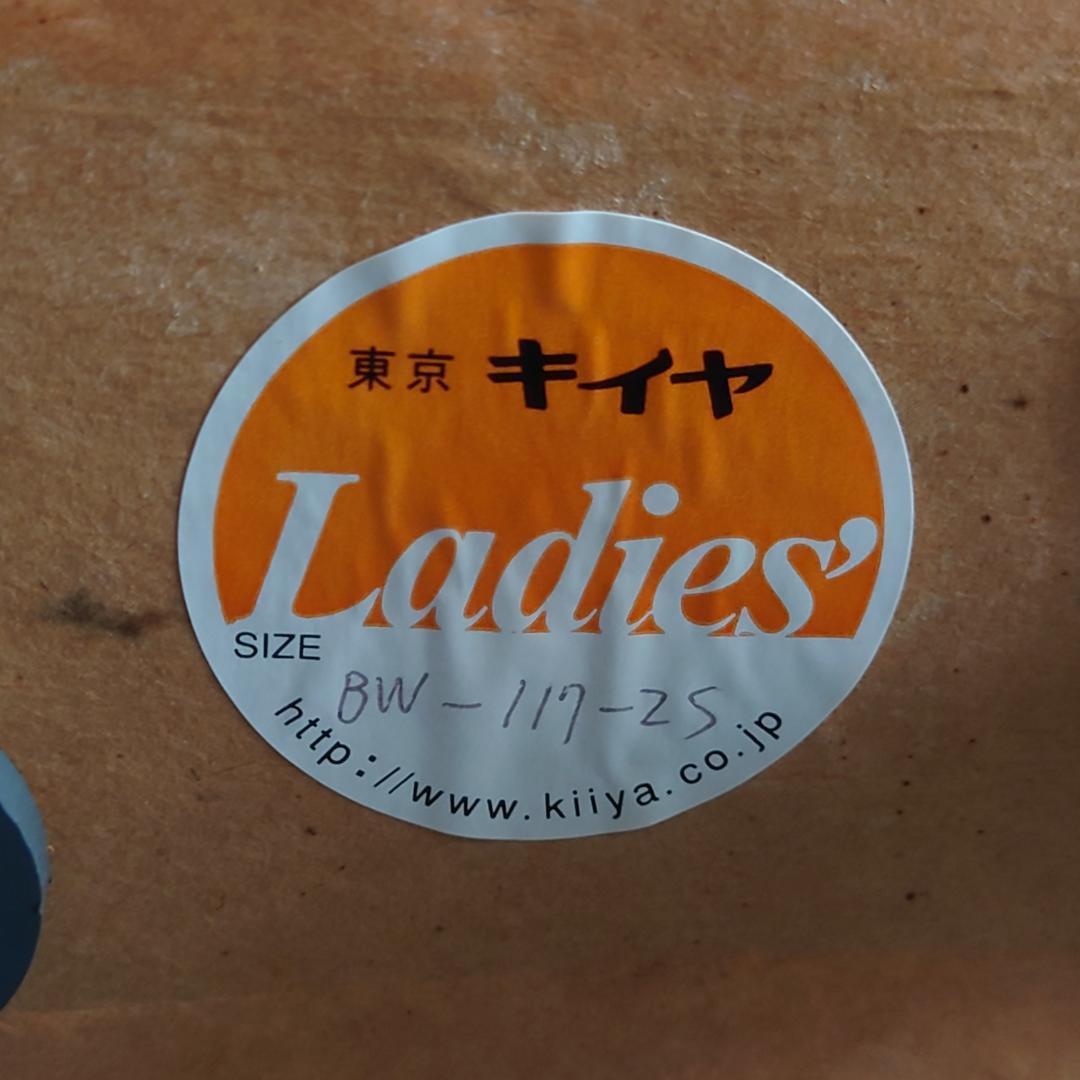 東京 キイヤ
Ladies'
SIZE
BW-117-25
http://www.kiiya.co.jp